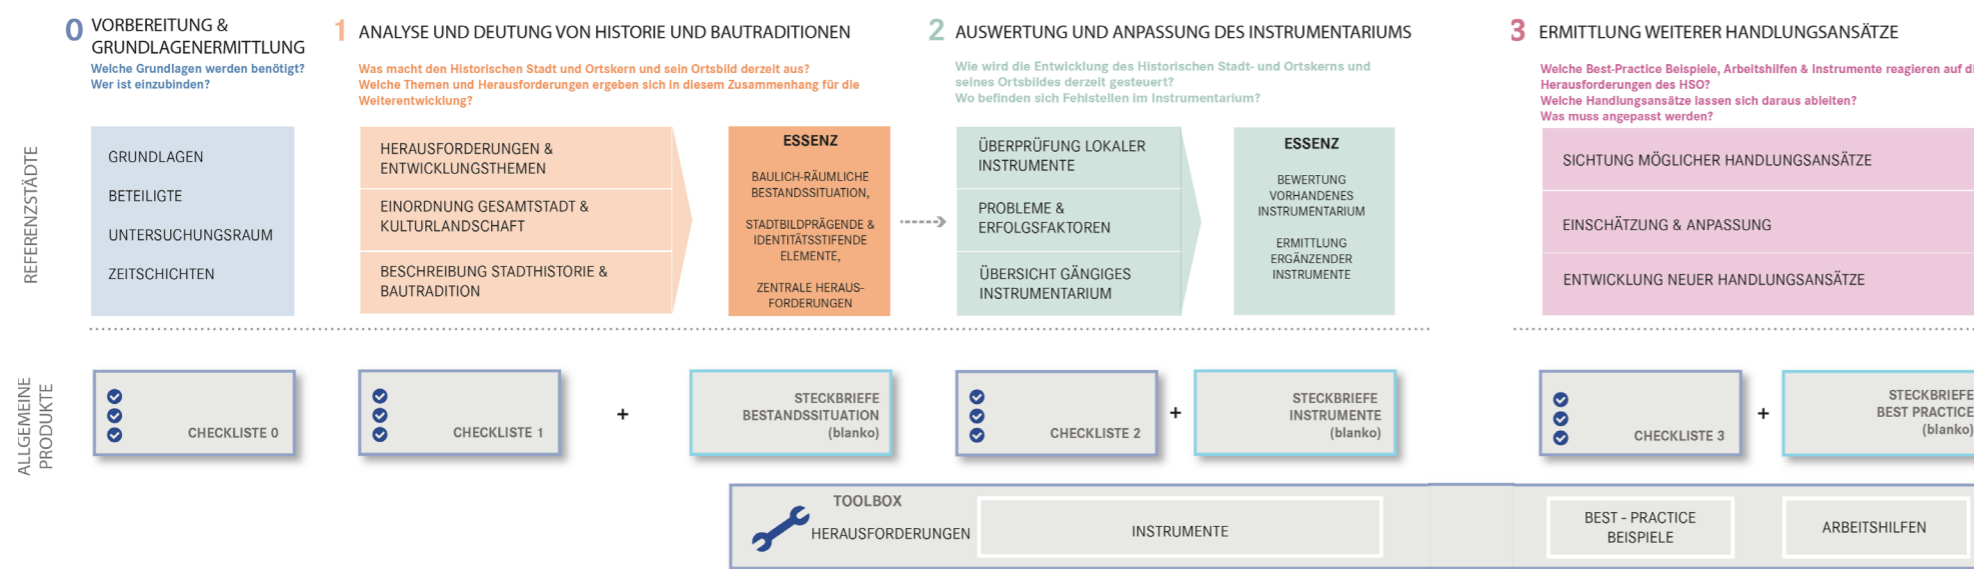 0 VORBEREITUNG &
GRUNDLAGENERMITTLUNG
Welche Grundlagen werden benötigt?
Wer ist einzubinden?
1 ANALYSE UND DEUTUNG VON HISTORIE UND BAUTRADITIONEN
Was macht den Historischen Stadt und Ortskern und sein Ortsbild derzeit aus?
Welche Themen und Herausforderungen ergeben sich in diesem Zusammenhang für die
Weiterentwicklung?
2 AUSWERTUNG UND ANPASSUNG DES INSTRUMENTARIUMS
Wie wird die Entwicklung des Historischen Stadt- und Ortskerns und
seines Ortsbildes derzeit gesteuert?
Wo befinden sich Fehlstellen im Instrumentarium?
3 ERMITTLUNG WEITERER HANDLUNGSANSÄTZE
Welche Best-Practice Beispiele, Arbeitshilfen & Instrumente reagieren auf di
Herausforderungen des HSO?
Welche Handlungsansätze lassen sich daraus ableiten?
Was muss angepasst werden?
REFERENZSTÄDTE
GRUNDLAGEN
BETEILIGTE
UNTERSUCHUNGSRAUM
ZEITSCHICHTEN
HERAUSFORDERUNGEN &
ENTWICKLUNGSTHEMEN
EINORDNUNG GESAMTSTADT &
KULTURLANDSCHAFT
BESCHREIBUNG STADTHISTORIE &
BAUTRADITION
ESSENZ
BAULICH-RÄUMLICHE
BESTANDSSITUATION,
STADTBILDPRÄGENDE &
IDENTITÄTSSTIFENDE
ELEMENTE,
ZENTRALE HERAUS-
FORDERUNGEN
ÜBERPRÜFUNG LOKALER
INSTRUMENTE
PROBLEME &
ERFOLGSFAKTOREN
ÜBERSICHT GÄNGIGES
INSTRUMENTARIUM
ESSENZ
BEWERTUNG
VORHANDENES
INSTRUMENTARIUM
ERMITTLUNG
ERGÄNZENDER
INSTRUMENTE
SICHTUNG MÖGLICHER HANDLUNGSANSÄTZE
EINSCHÄTZUNG & ANPASSUNG
ENTWICKLUNG NEUER HANDLUNGSANSÄTZE
ALLGEMEINE
PRODUKTE
CHECKLISTE 0
CHECKLISTE 1
+
STECKBRIEFE
BESTANDSSITUATION
(blanko)
CHECKLISTE 2
+
STECKBRIEFE
INSTRUMENTE
(blanko)
CHECKLISTE 3
+
STECKBRIEFE
BEST PRACTICE
(blanko)
TOOLBOX
HERAUSFORDERUNGEN
INSTRUMENTE
BEST - PRACTICE
BEISPIELE
ARBEITSHILFEN